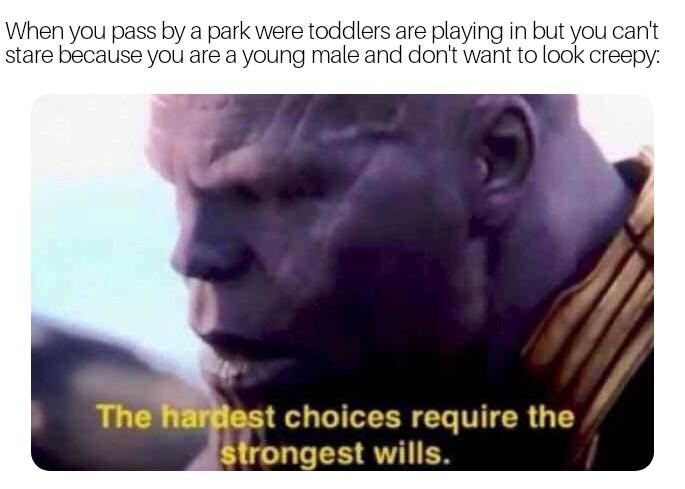 When you pass by a park were toddlers are playing in but you can't
stare because you are a young male and don't want to look creepy:
The hardest choices require the
strongest wills.